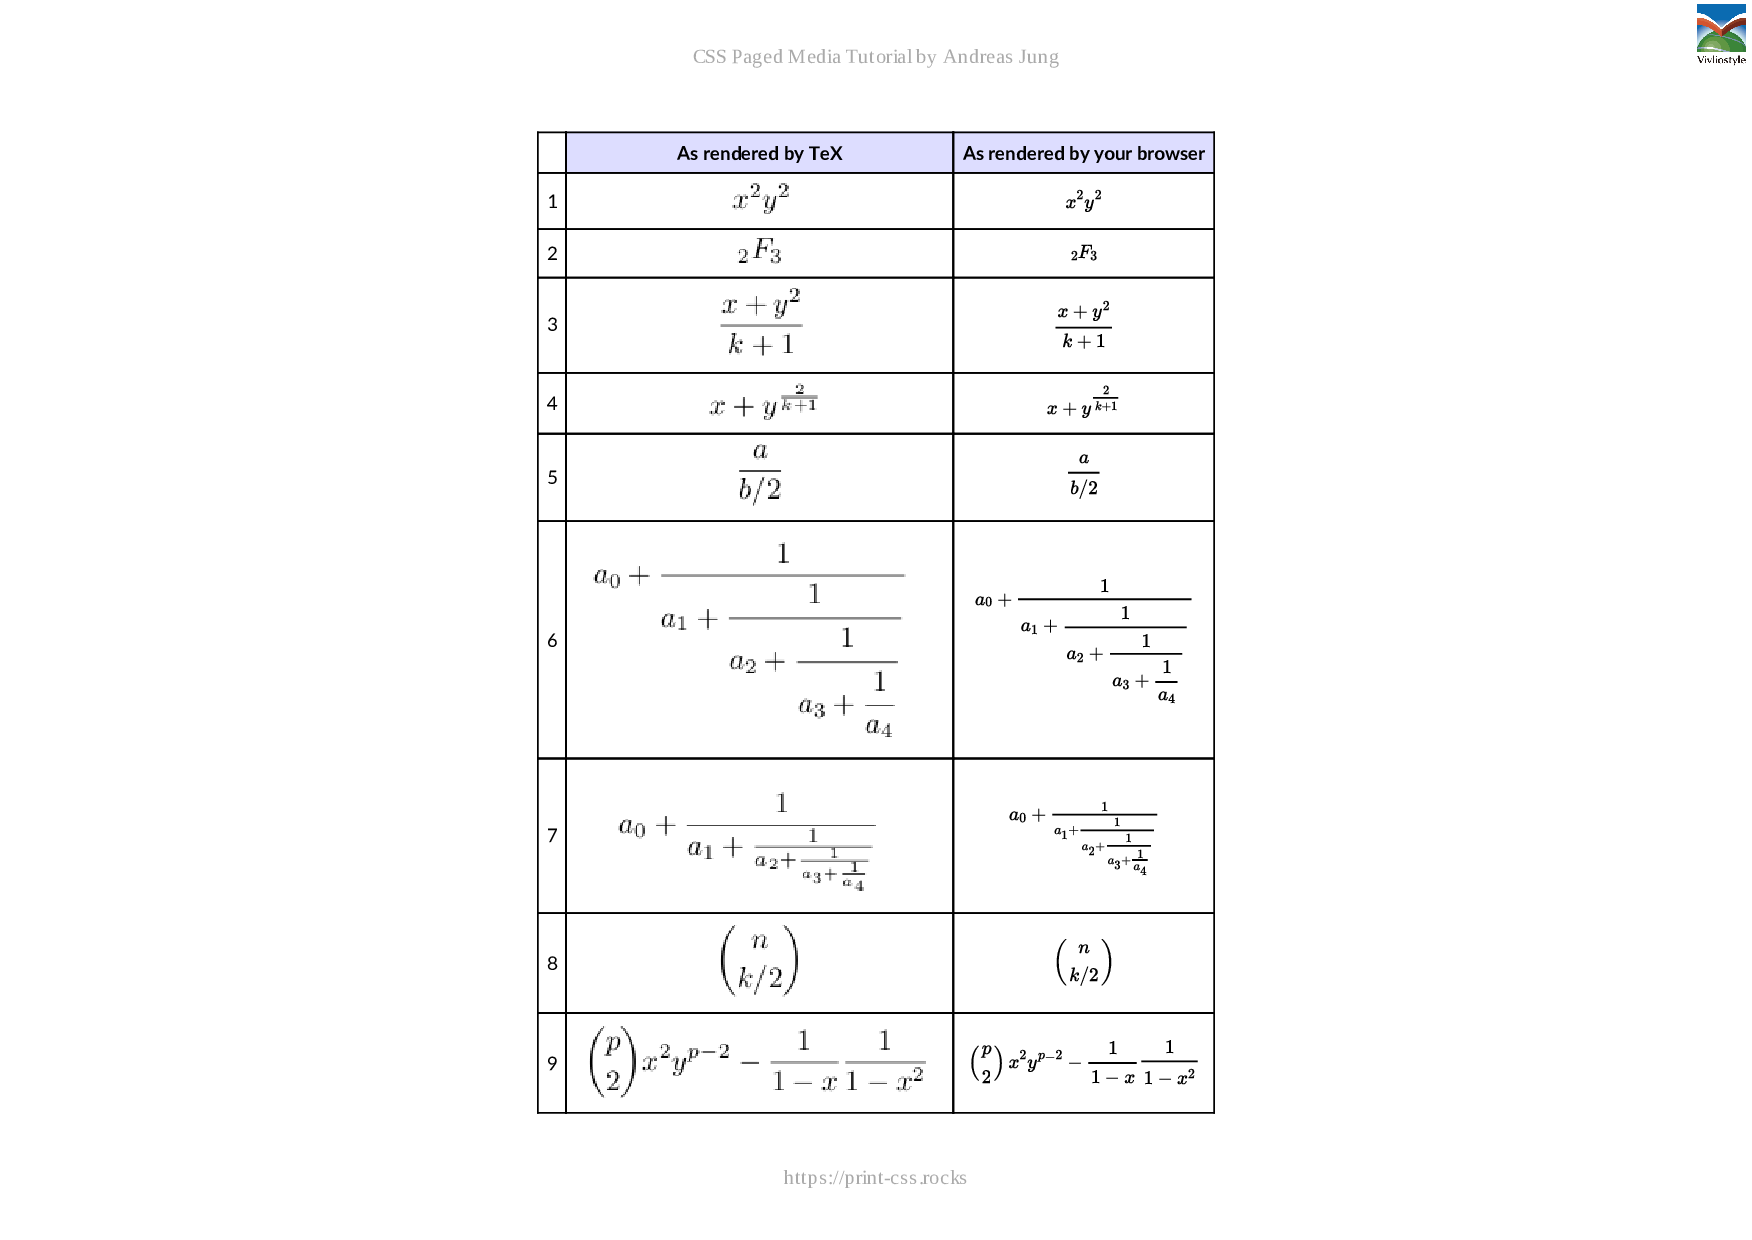 CSS Paged Media Tutorial by Andreas Jung
Vivliostyle
As rendered by TeX | As rendered by your browser
1 | $x^2y^2$ | $x^2y^2$
2 | ${}_2F_3$ | ${}_2F_3$
3 | $\frac{x+y^2}{k+1}$ | $\frac{x+y^2}{k+1}$
4 | $x+y^{\frac{2}{k+1}}$ | $x+y^{\frac{2}{k+1}}$
5 | $\frac{a}{b/2}$ | $\frac{a}{b/2}$
6 | $a_0+\cfrac{1}{a_1+\cfrac{1}{a_2+\cfrac{1}{a_3+\cfrac{1}{a_4}}}}$ | $a_0+\cfrac{1}{a_1+\cfrac{1}{a_2+\cfrac{1}{a_3+\cfrac{1}{a_4}}}}$
7 | $a_0+\frac{1}{a_1+\frac{1}{a_2+\frac{1}{a_3+\frac{1}{a_4}}}}$ | $a_0+\frac{1}{a_1+\frac{1}{a_2+\frac{1}{a_3+\frac{1}{a_4}}}}$
8 | $\binom{n}{k/2}$ | $\binom{n}{k/2}$
9 | $\binom{p}{2}x^2y^{p-2}-\frac{1}{1-x}\frac{1}{1-x^2}$ | $\binom{p}{2}x^2y^{p-2}-\frac{1}{1-x}\frac{1}{1-x^2}$
https://print-css.rocks